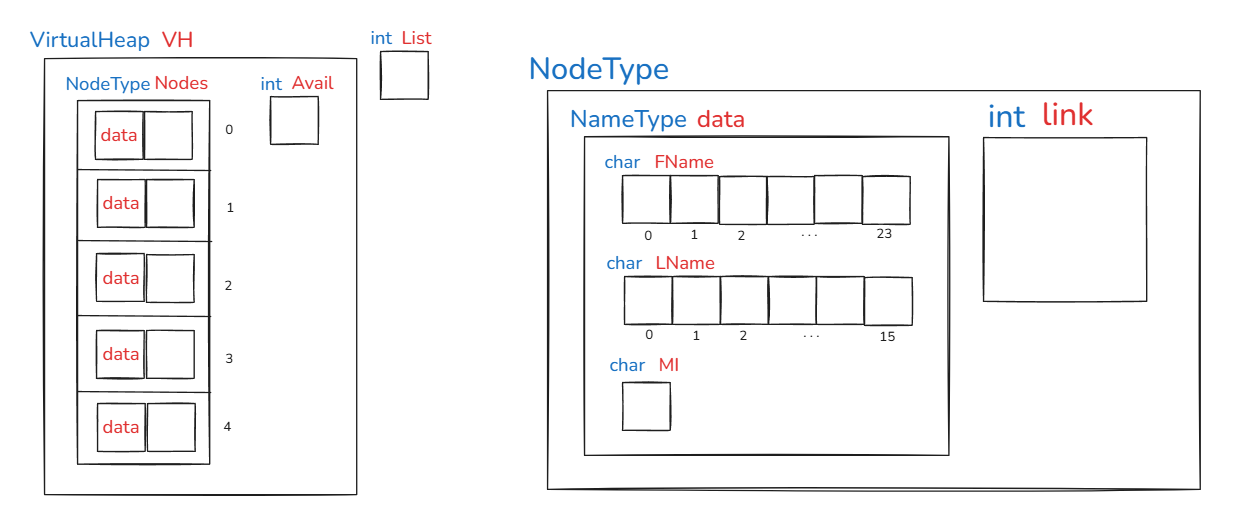 VirtualHeap VH
int List
NodeType Nodes
int Avail
data
0
data
1
data
2
data
3
data
4
NodeType
NameType data
int link
char FName
0 1 2 ... 23
char LName
0 1 2 ... 15
char MI